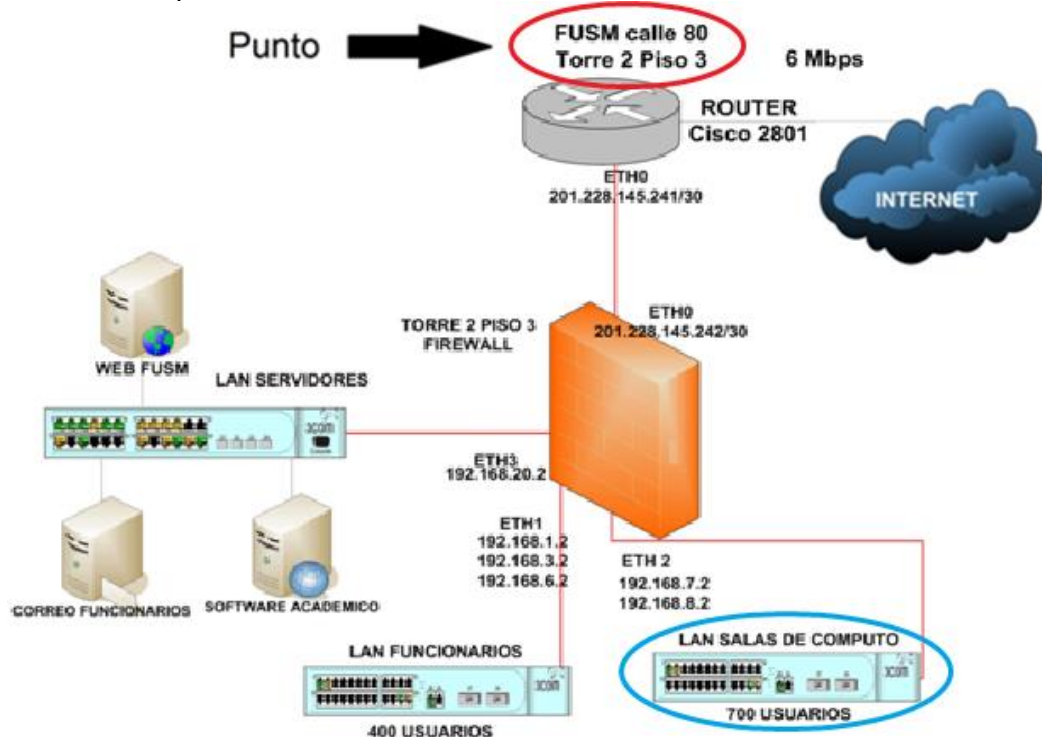 Punto
FUSM calle 80
Torre 2 Piso 3
6 Mbps
ROUTER
Cisco 2801
ETH0
201.228.145.241/30
INTERNET
ETH0
201.228.145.242/30
TORRE 2 PISO 3
FIREWALL
WEB FUSM
LAN SERVIDORES
3com
ETH3
192.168.20.2
ETH1
192.168.1.2
192.168.3.2
192.168.6.2
ETH 2
192.168.7.2
192.168.8.2
CORREO FUNCIONARIOS
SOFTWARE ACADEMICO
LAN FUNCIONARIOS
3com
400 USUARIOS
LAN SALAS DE COMPUTO
3com
700 USUARIOS